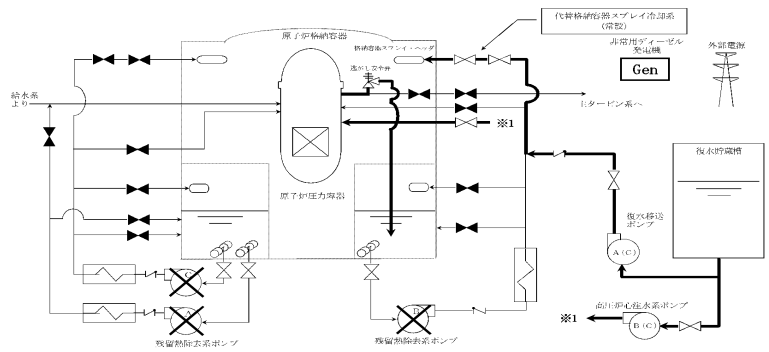 代替格納容器スプレイ冷却系
(常設)
原子炉格納容器
格納容器スプレイ・ヘッダ
逃がし安全弁
非常用ディーゼル
発電機
Gen
外部電源
給水系
より
主タービン系へ
※1
原子炉圧力容器
復水貯蔵槽
復水移送
ポンプ
A(C)
高圧炉心注水系ポンプ
※1
B(C)
C
A
B
残留熱除去系ポンプ
残留熱除去系ポンプ